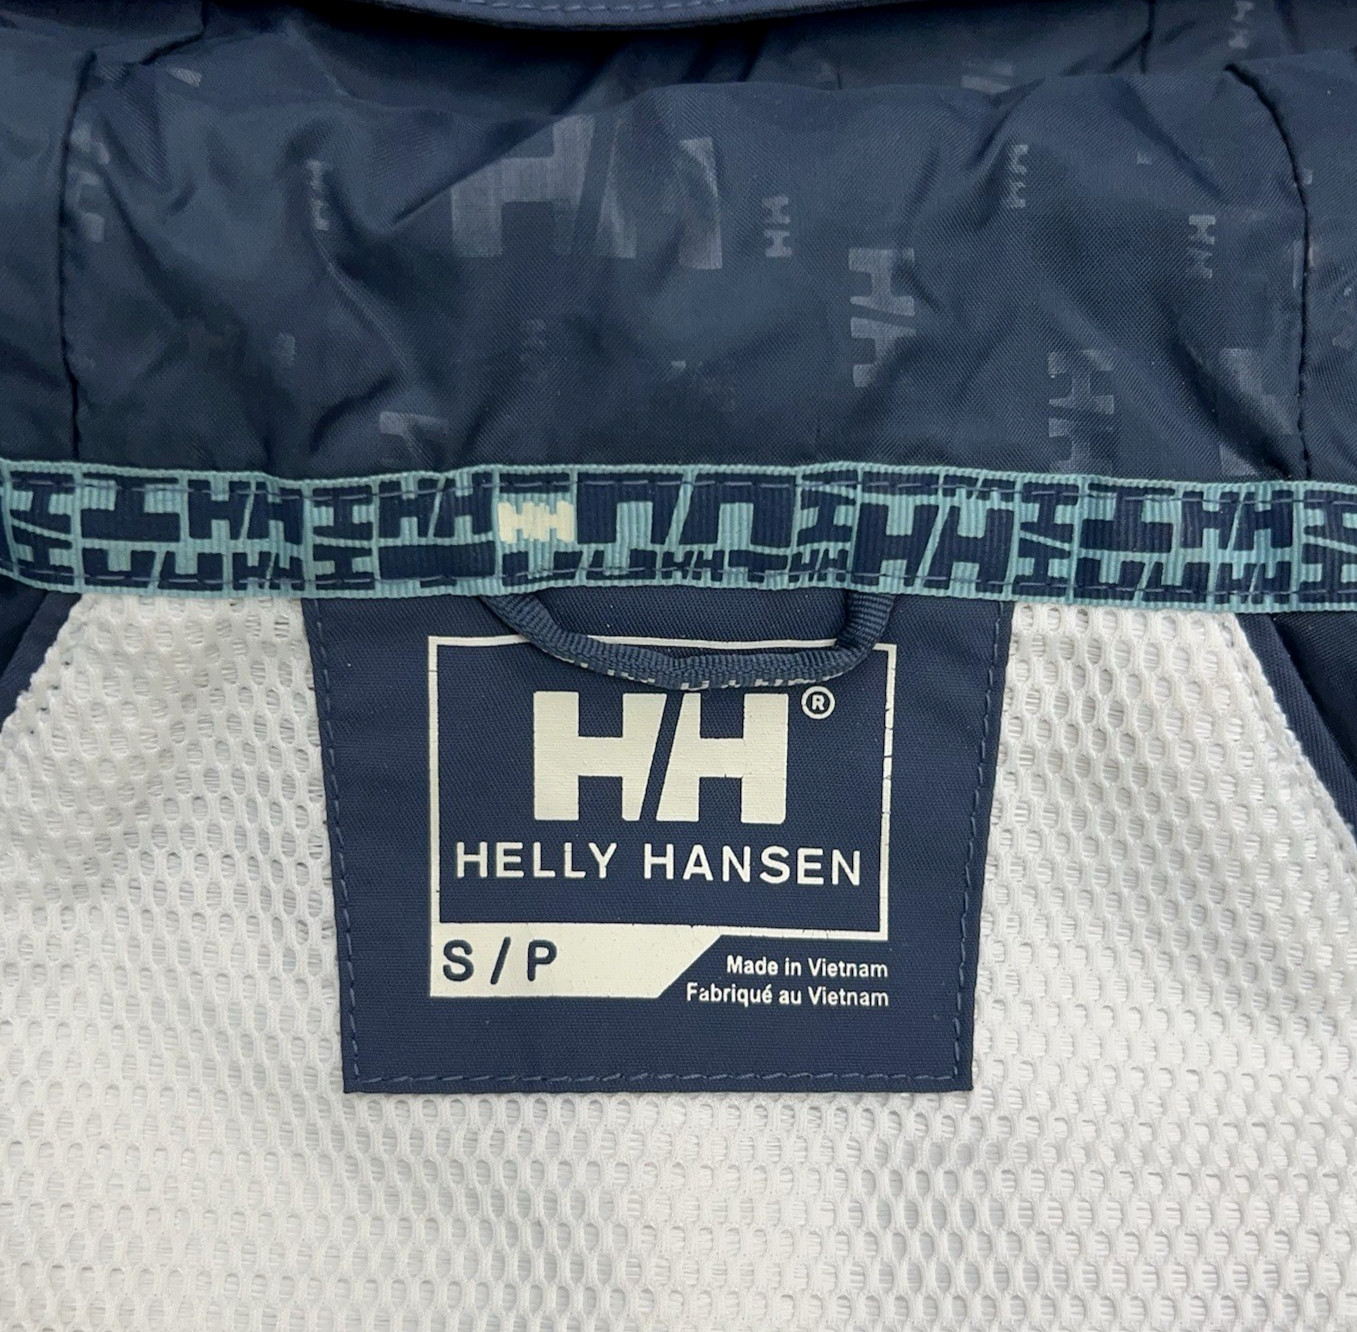 HH®
HELLY HANSEN
S / P
Made in Vietnam
Fabriqué au Vietnam